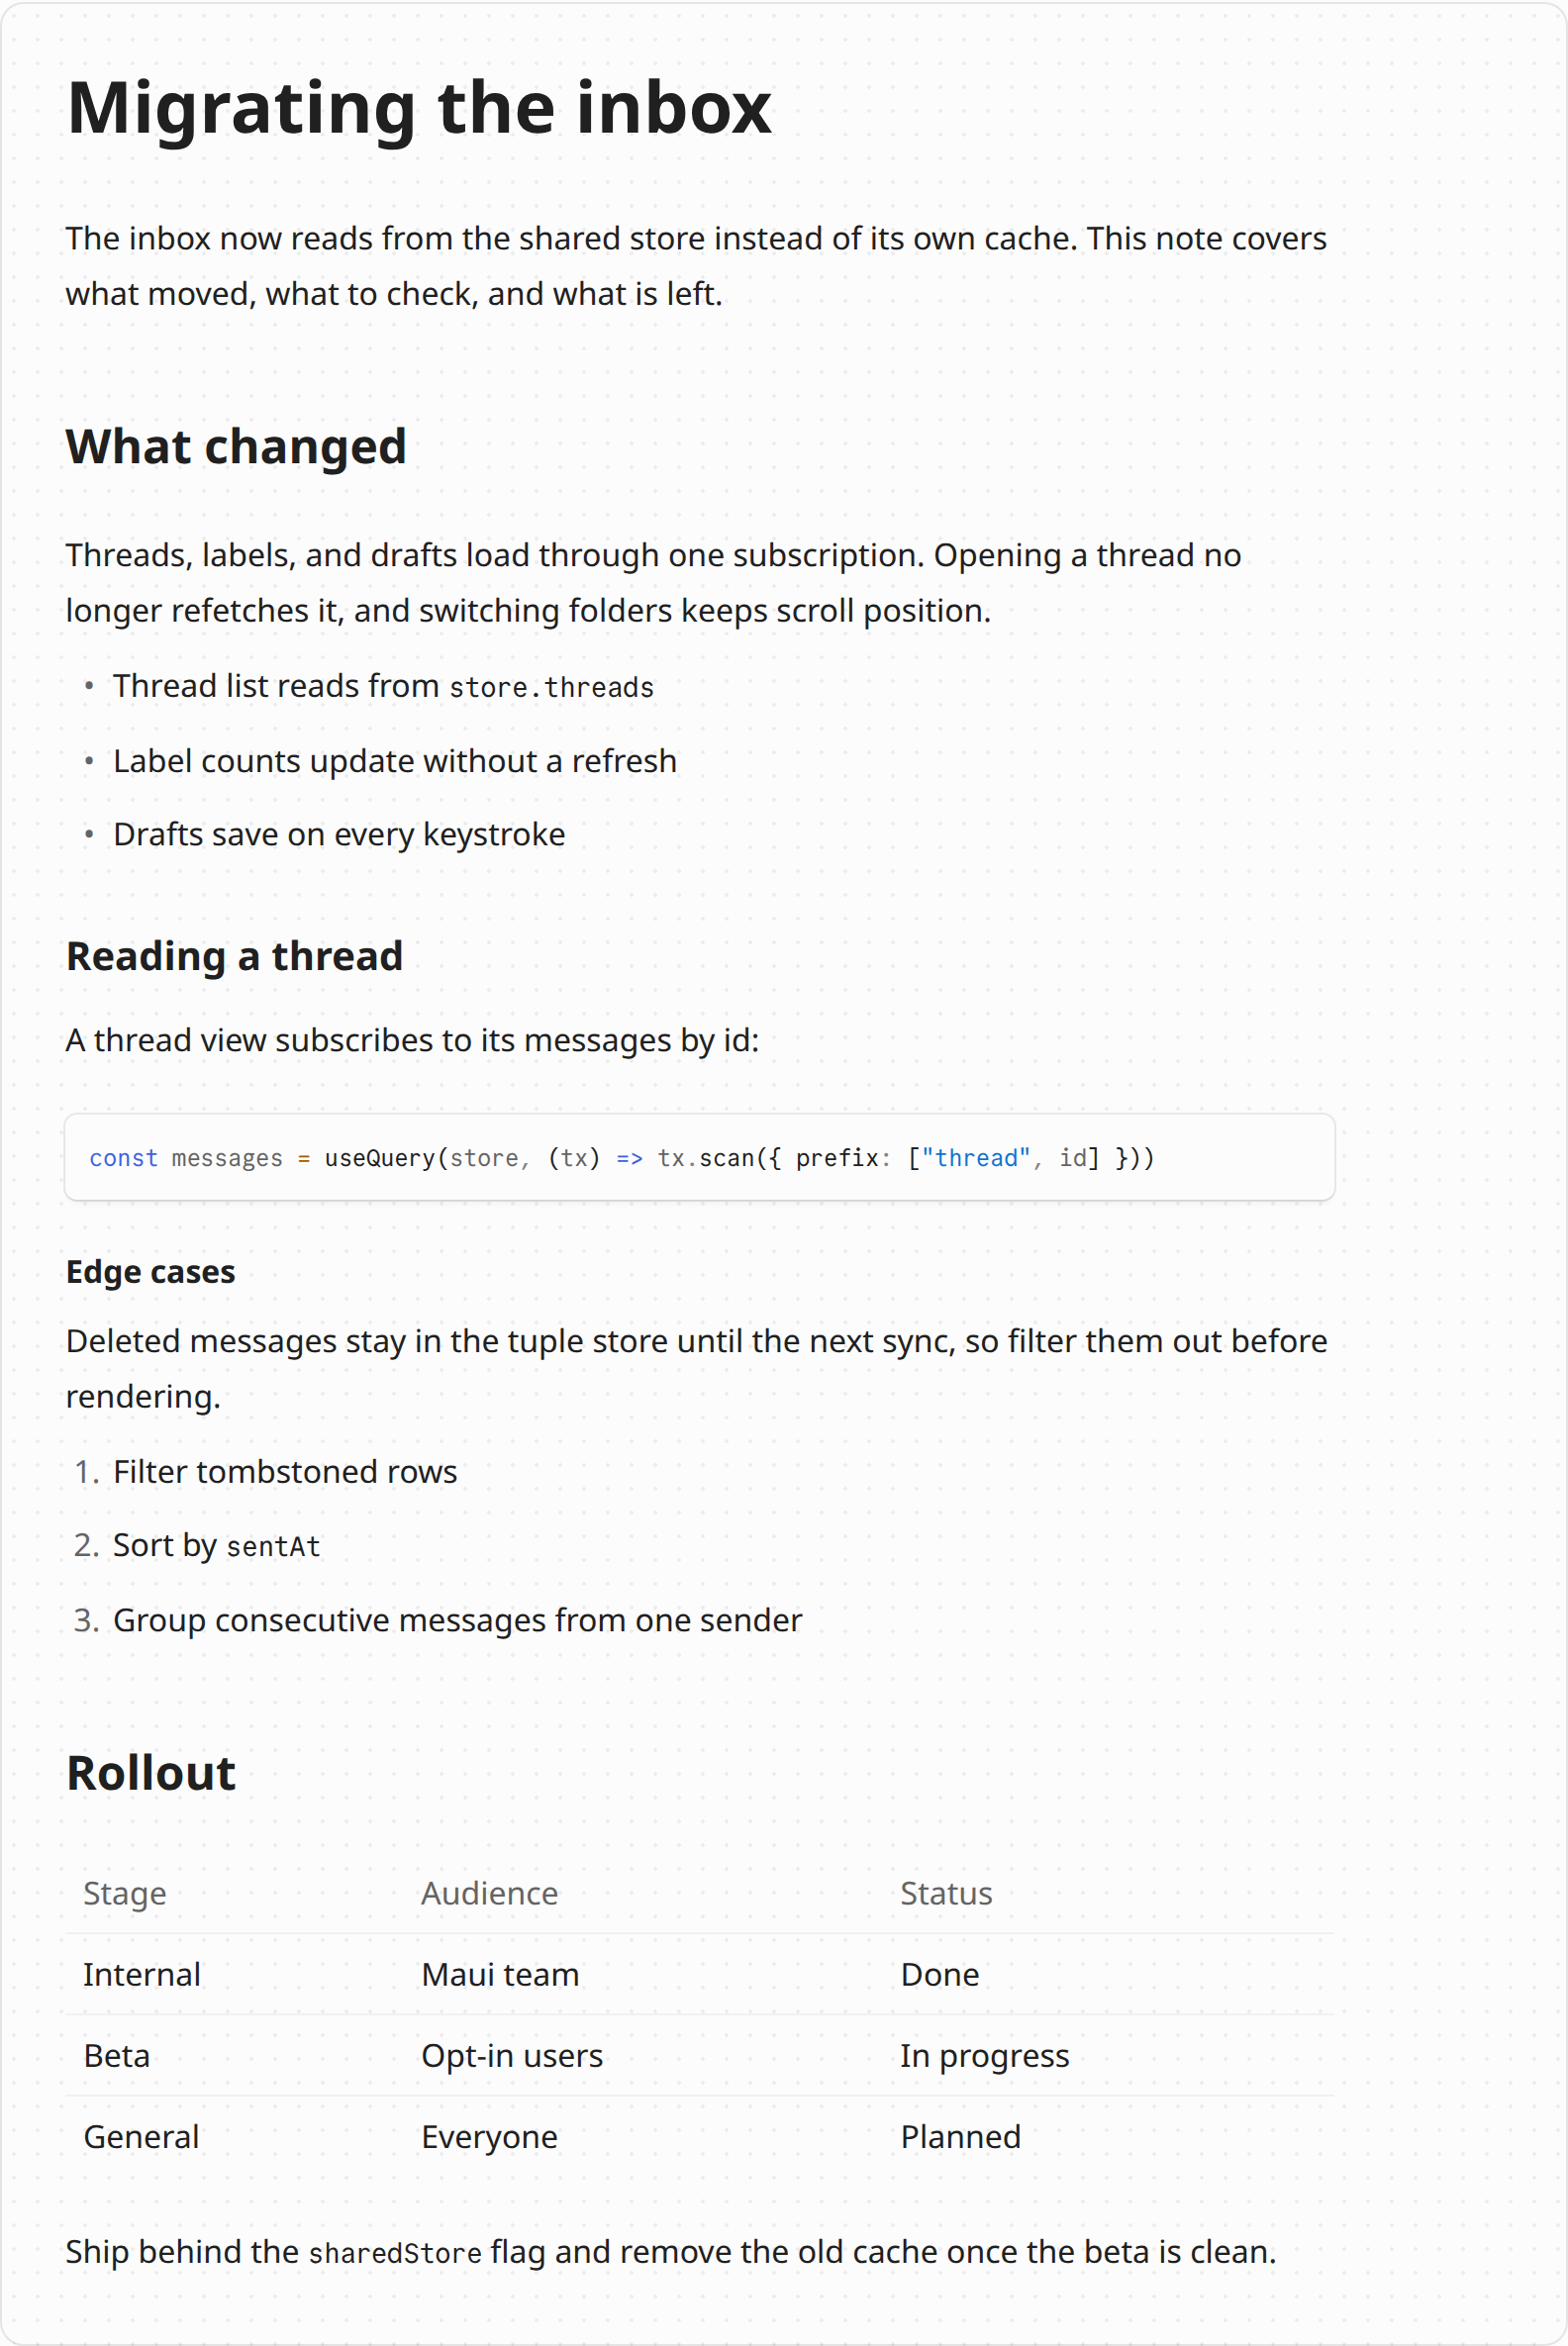 Migrating the inbox
The inbox now reads from the shared store instead of its own cache. This note covers
what moved, what to check, and what is left.
What changed
Threads, labels, and drafts load through one subscription. Opening a thread no
longer refetches it, and switching folders keeps scroll position.
• Thread list reads from store.threads
• Label counts update without a refresh
• Drafts save on every keystroke
Reading a thread
A thread view subscribes to its messages by id:
const messages = useQuery(store, (tx) => tx.scan({ prefix: ["thread", id] }))
Edge cases
Deleted messages stay in the tuple store until the next sync, so filter them out before
rendering.
1. Filter tombstoned rows
2. Sort by sentAt
3. Group consecutive messages from one sender
Rollout
Stage Audience Status
Internal Maui team Done
Beta Opt-in users In progress
General Everyone Planned
Ship behind the sharedStore flag and remove the old cache once the beta is clean.